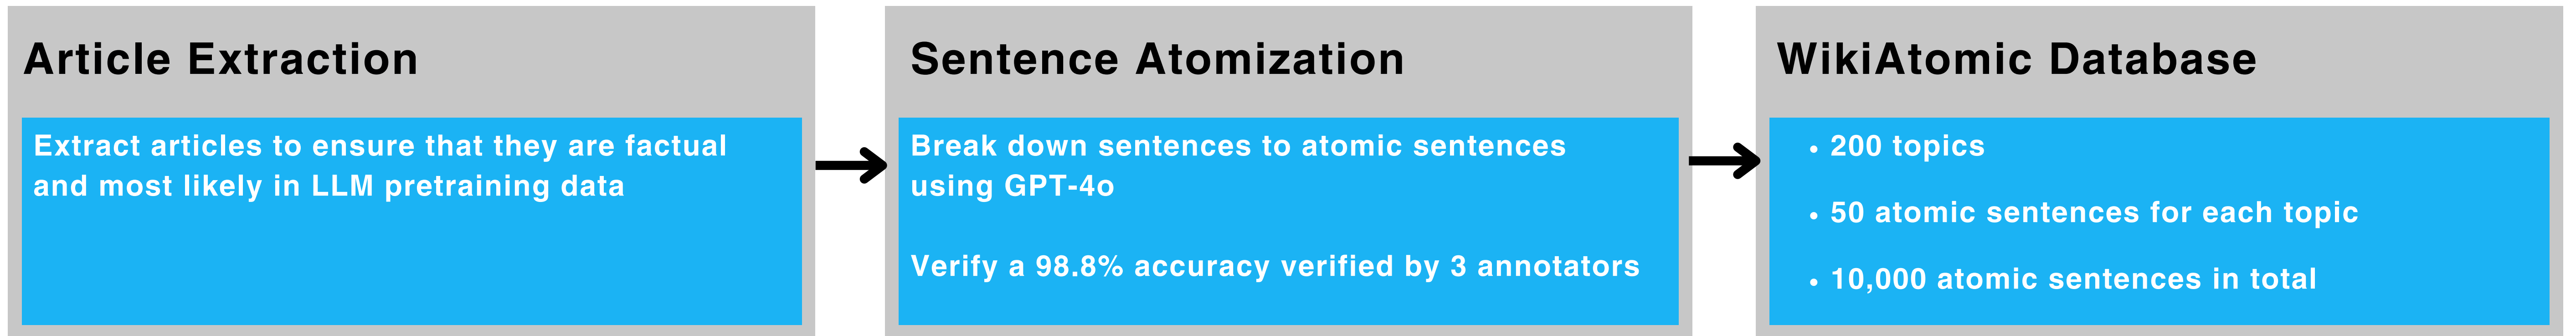 Article Extraction
Extract articles to ensure that they are factual
and most likely in LLM pretraining data
Sentence Atomization
Break down sentences to atomic sentences
using GPT-4o
Verify a 98.8% accuracy verified by 3 annotators
WikiAtomic Database
• 200 topics
• 50 atomic sentences for each topic
• 10,000 atomic sentences in total